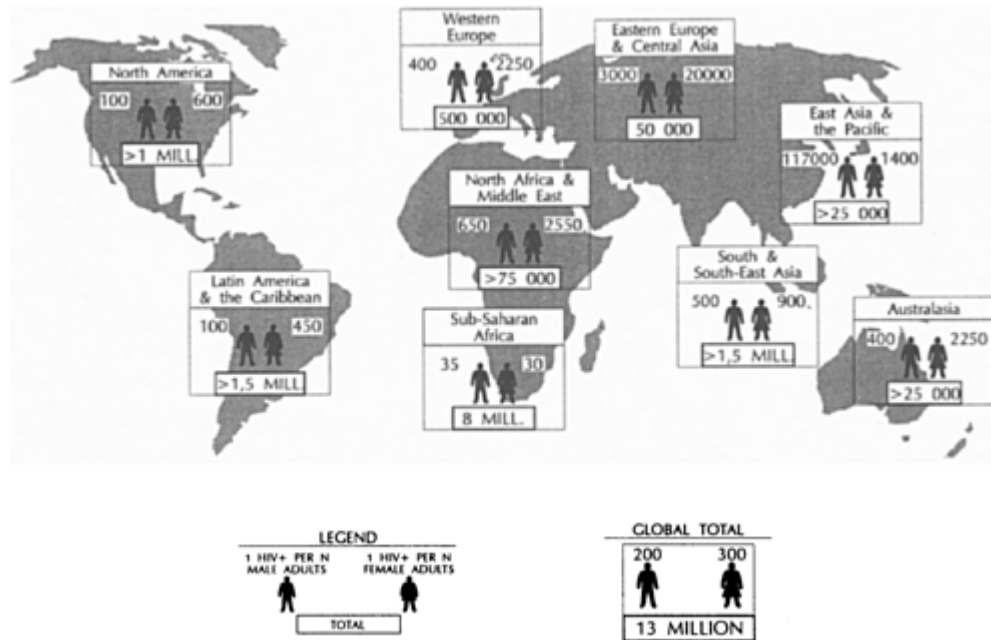 North America
100 600
>1 MILL.
Western
Europe
400 2250
500 000
Eastern Europe
& Central Asia
3000 20000
50 000
East Asia &
the Pacific
117000 1400
>25 000
North Africa &
Middle East
650 2550
>75 000
South &
South-East Asia
500 900
>1,5 MILL.
Latin America
& the Caribbean
100 450
>1,5 MILL.
Sub-Saharan
Africa
35 30
8 MILL.
Australasia
400 2250
>25 000
LEGEND
1 HIV+ PER N
MALE ADULTS
1 HIV+ PER N
FEMALE ADULTS
TOTAL
GLOBAL TOTAL
200 300
13 MILLION